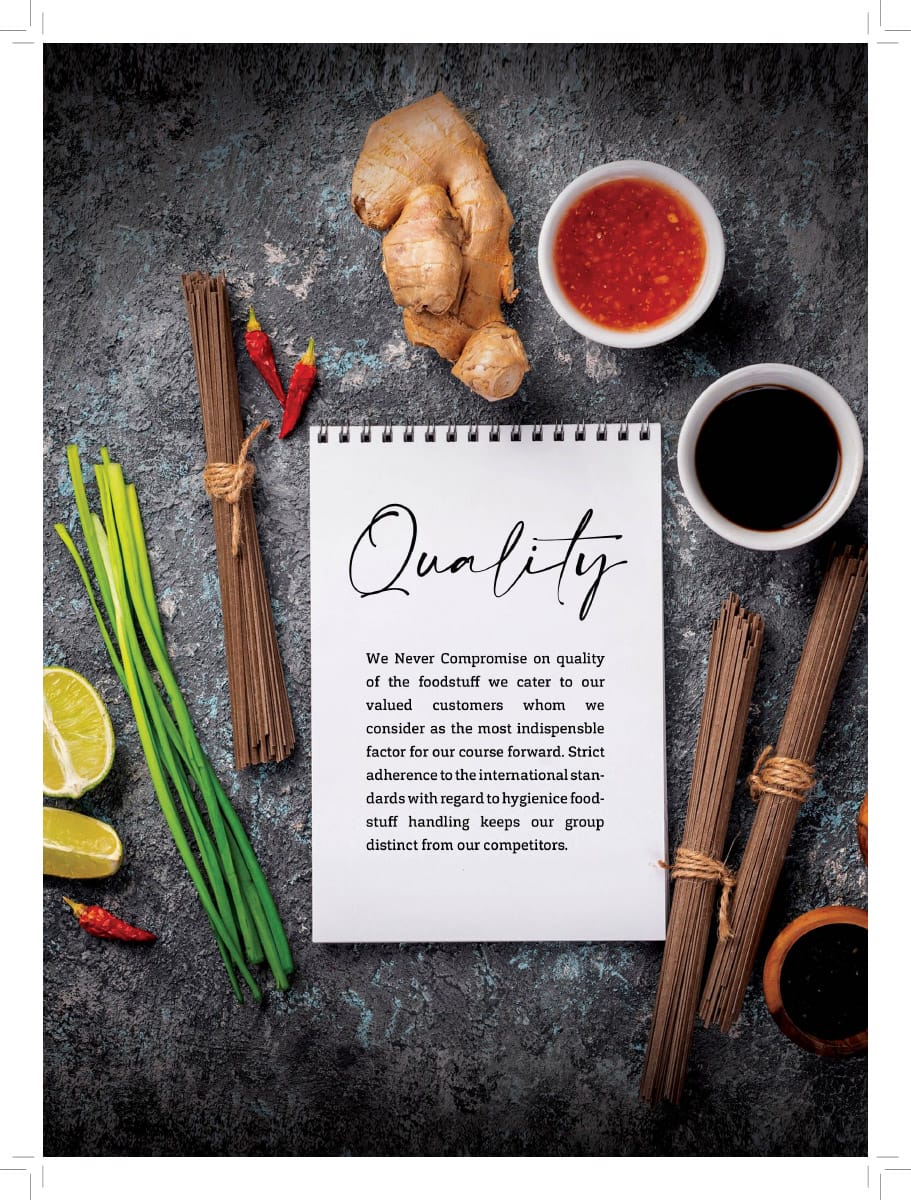 Quality
We Never Compromise on quality
of the foodstuff we cater to our
valued customers whom we
consider as the most indispensble
factor for our course forward. Strict
adherence to the international stan-
dards with regard to hygienice food-
stuff handling keeps our group
distinct from our competitors.